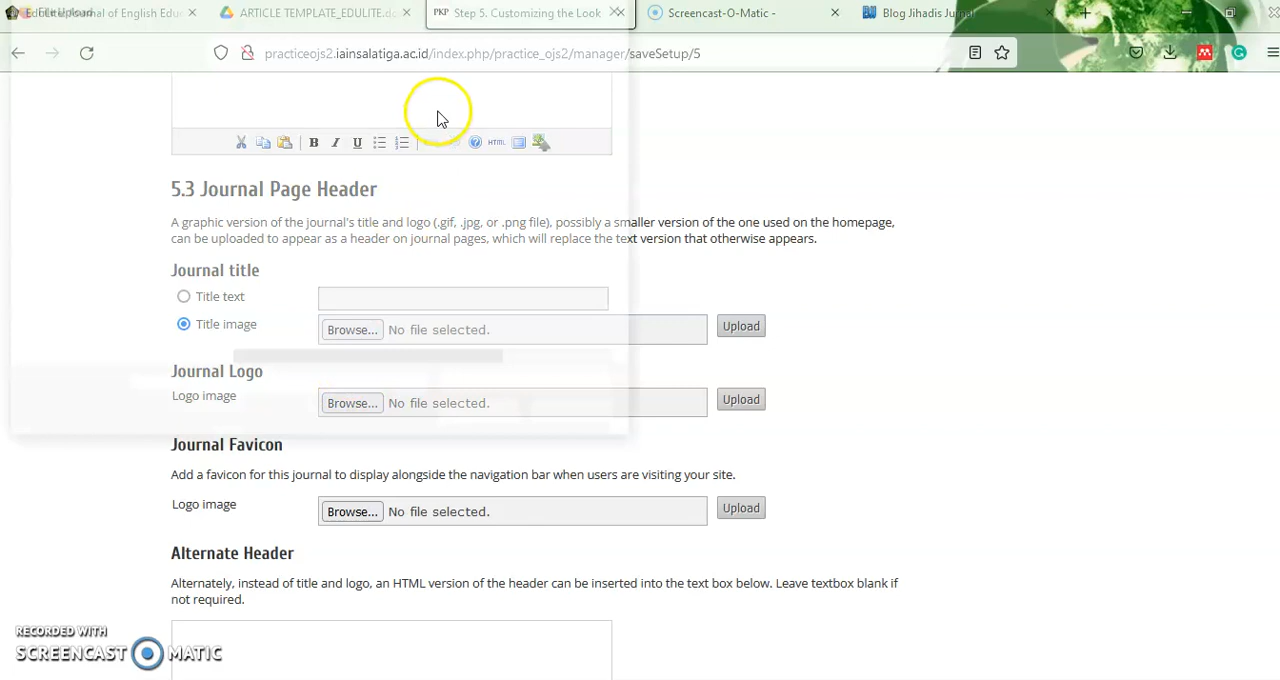 File Upload
Edulite Journal of English Edu
ARTICLE TEMPLATE_EDULITE.do
PKP Step 5. Customizing the Look
Screencast-O-Matic -
Blog Jihadis Jurnal
practiceojs2.iainsalatiga.ac.id/index.php/practice_ojs2/manager/saveSetup/5
B I U HTML
5.3 Journal Page Header
A graphic version of the journal's title and logo (.gif, .jpg, or .png file), possibly a smaller version of the one used on the homepage,
can be uploaded to appear as a header on journal pages, which will replace the text version that otherwise appears.
Journal title
Title text
Title image Browse... No file selected. Upload
Journal Logo
Logo image Browse... No file selected. Upload
Journal Favicon
Add a favicon for this journal to display alongside the navigation bar when users are visiting your site.
Logo image Browse... No file selected. Upload
Alternate Header
Alternately, instead of title and logo, an HTML version of the header can be inserted into the text box below. Leave textbox blank if
not required.
RECORDED WITH
SCREENCAST MATIC